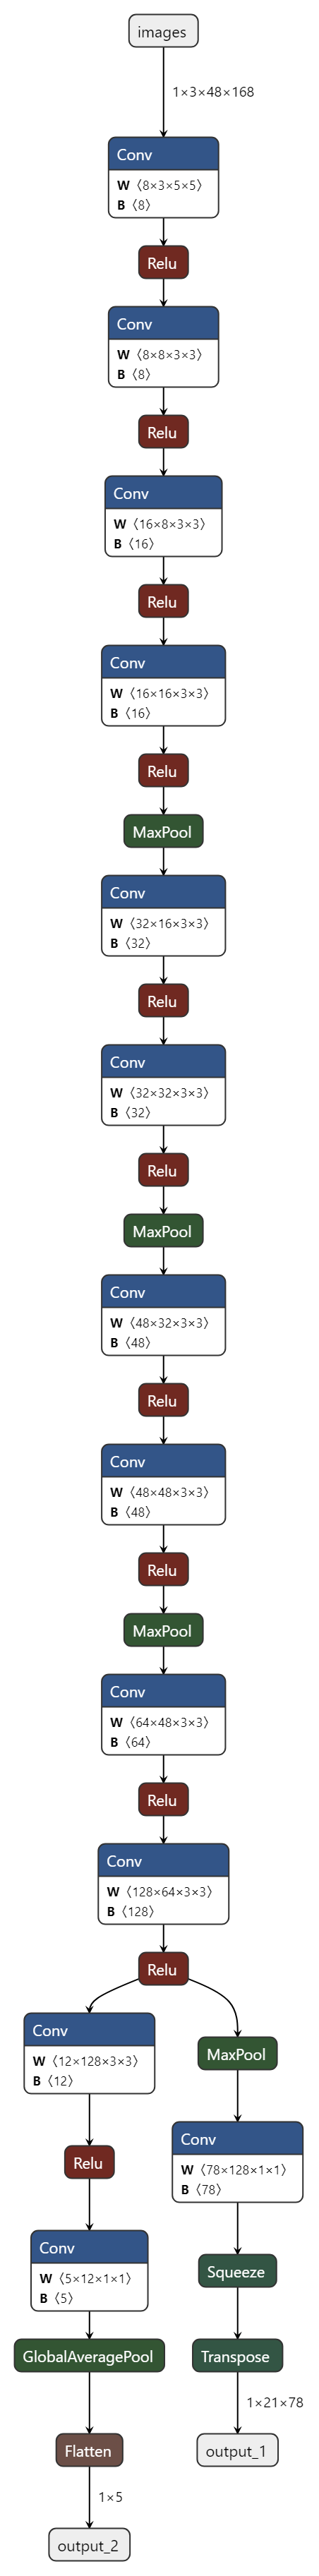 images
1×3×48×168
Conv
W ⟨8×3×5×5⟩
B ⟨8⟩
Relu
Conv
W ⟨8×8×3×3⟩
B ⟨8⟩
Relu
Conv
W ⟨16×8×3×3⟩
B ⟨16⟩
Relu
Conv
W ⟨16×16×3×3⟩
B ⟨16⟩
Relu
MaxPool
Conv
W ⟨32×16×3×3⟩
B ⟨32⟩
Relu
Conv
W ⟨32×32×3×3⟩
B ⟨32⟩
Relu
MaxPool
Conv
W ⟨48×32×3×3⟩
B ⟨48⟩
Relu
Conv
W ⟨48×48×3×3⟩
B ⟨48⟩
Relu
MaxPool
Conv
W ⟨64×48×3×3⟩
B ⟨64⟩
Relu
Conv
W ⟨128×64×3×3⟩
B ⟨128⟩
Relu
Conv
W ⟨12×128×3×3⟩
B ⟨12⟩
Relu
Conv
W ⟨5×12×1×1⟩
B ⟨5⟩
GlobalAveragePool
Flatten
1×5
output_2
MaxPool
Conv
W ⟨78×128×1×1⟩
B ⟨78⟩
Squeeze
Transpose
1×21×78
output_1